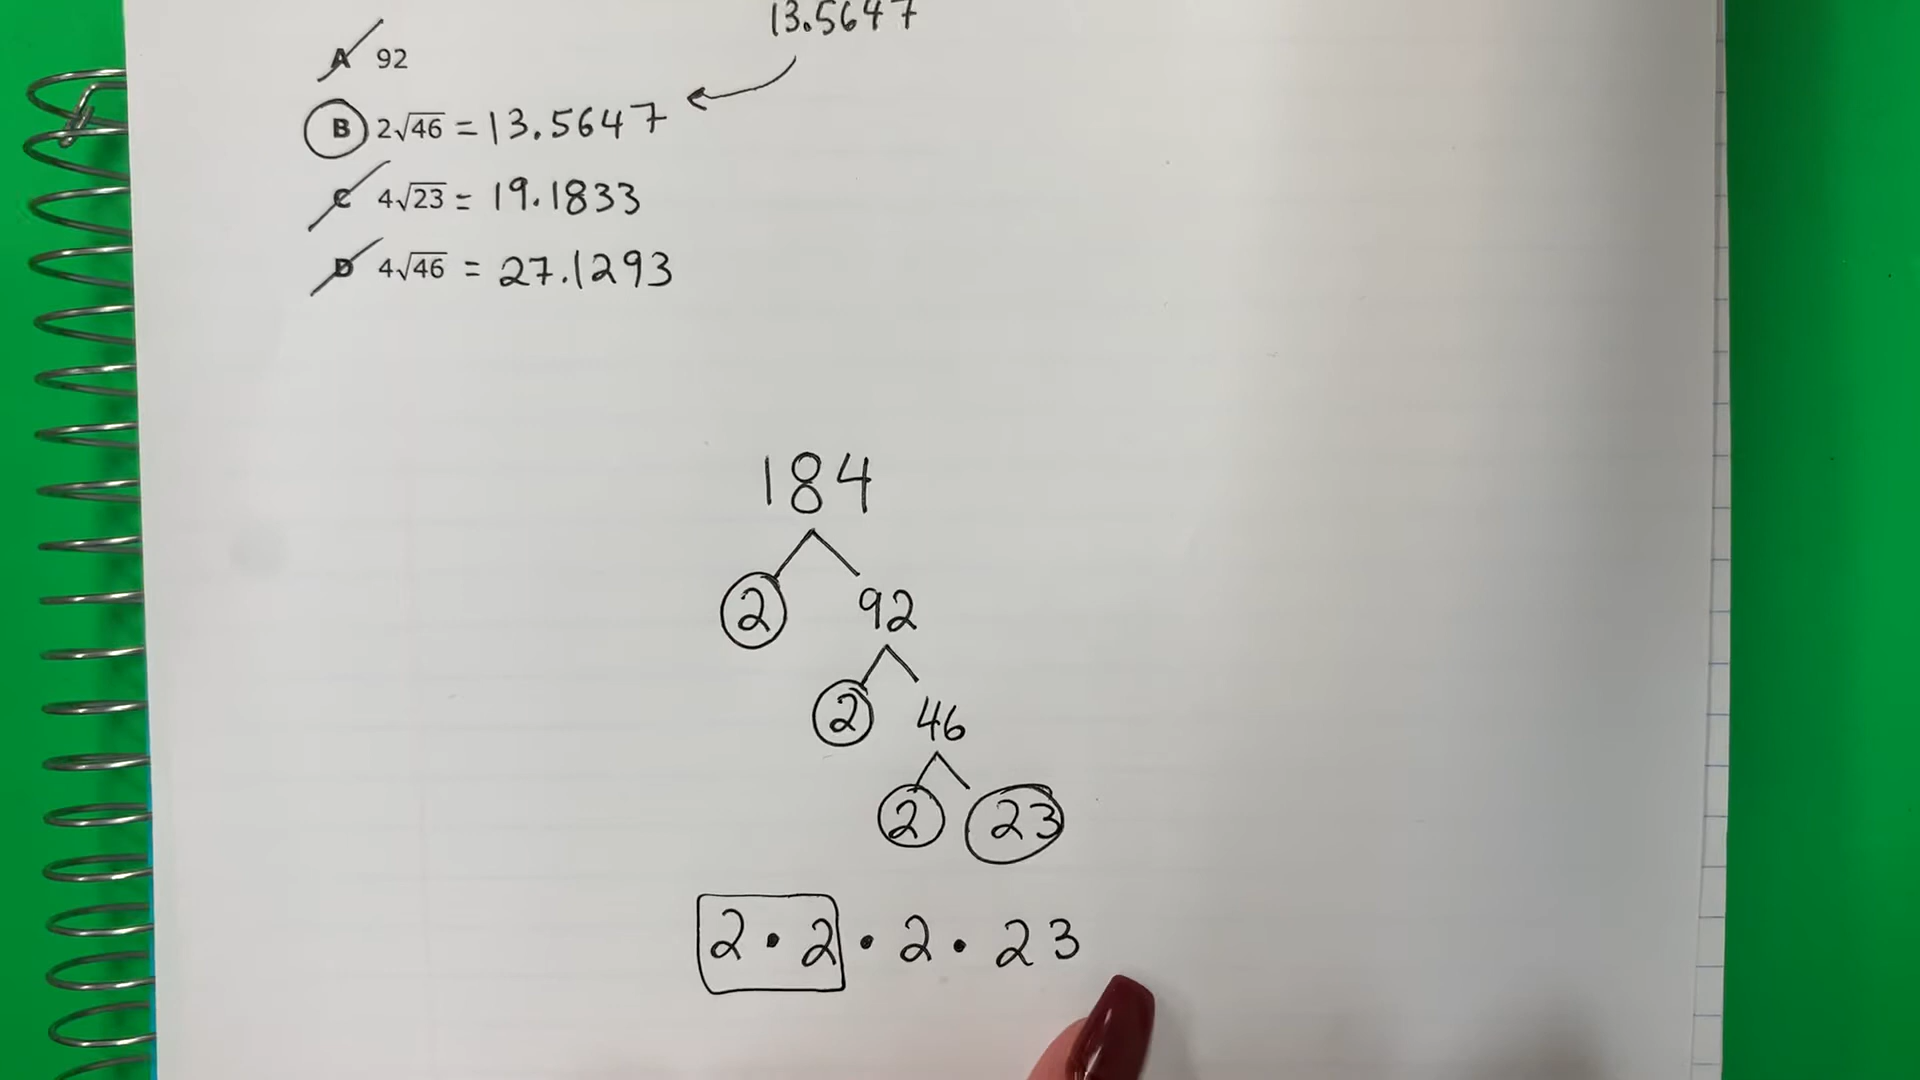 13.5647
A 92
B 2√46 = 13.5647
C 4√23 = 19.1833
D 4√46 = 27.1293
184
2 92
2 46
2 23
2 • 2 • 2 • 23